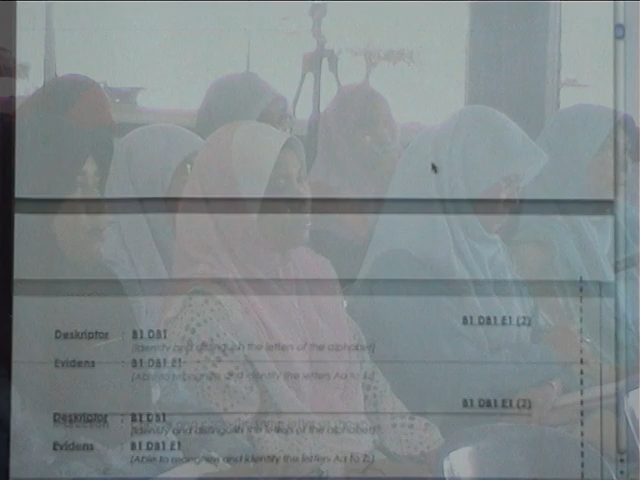 B1 DB1 E1 (2)
Deskriptor : B1 DB1
(Identify and distinguish the letters of the alphabet)
Evidens : B1 DB1 E1
(Able to recognize and identify the letters Aa to Zz)
B1 DB1 E1 (2)
Deskriptor : B1 DB1
(Identify and distinguish the letters of the alphabet)
Evidens : B1 DB1 E1
(Able to recognize and identify the letters Aa to Zz)